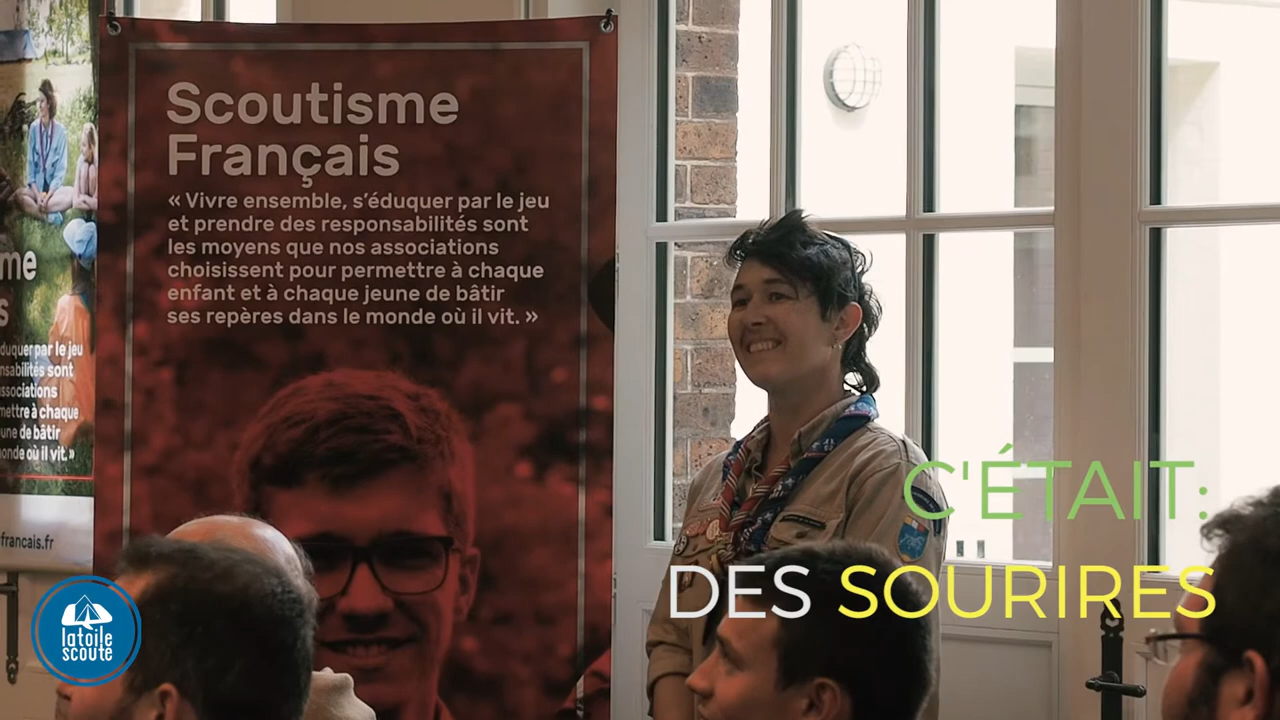 Scoutisme
Français
« Vivre ensemble, s’éduquer par le jeu
et prendre des responsabilités sont
les moyens que nos associations
choisissent pour permettre à chaque
enfant et à chaque jeune de bâtir
ses repères dans le monde où il vit. »
me
s
duquer par le jeu
nsabilités sont
ssociations
mettre à chaque
une de bâtir
onde où il vit. »
francais.fr
C'ÉTAIT:
DES SOURIRES
latoile
scoute